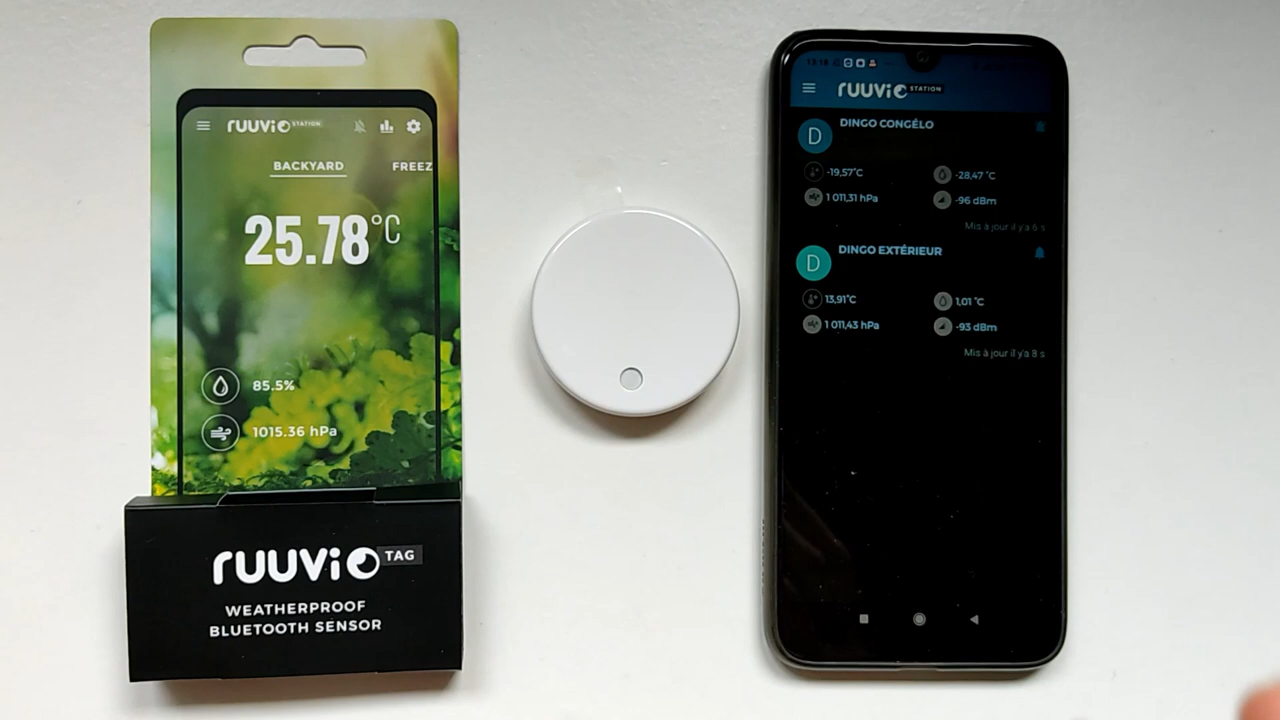 ruuvi STATION
BACKYARD FREEZ
25.78°C
85.5%
1015.36 hPa
ruuvi TAG
WEATHERPROOF
BLUETOOTH SENSOR
13:18
ruuvi STATION
D DINGO CONGÉLO
-19,57°C -28,47 °C
1 011,31 hPa -96 dBm
Mis à jour il y'a 6 s
D DINGO EXTÉRIEUR
13,91°C 1,01 °C
1 011,43 hPa -93 dBm
Mis à jour il y'a 8 s